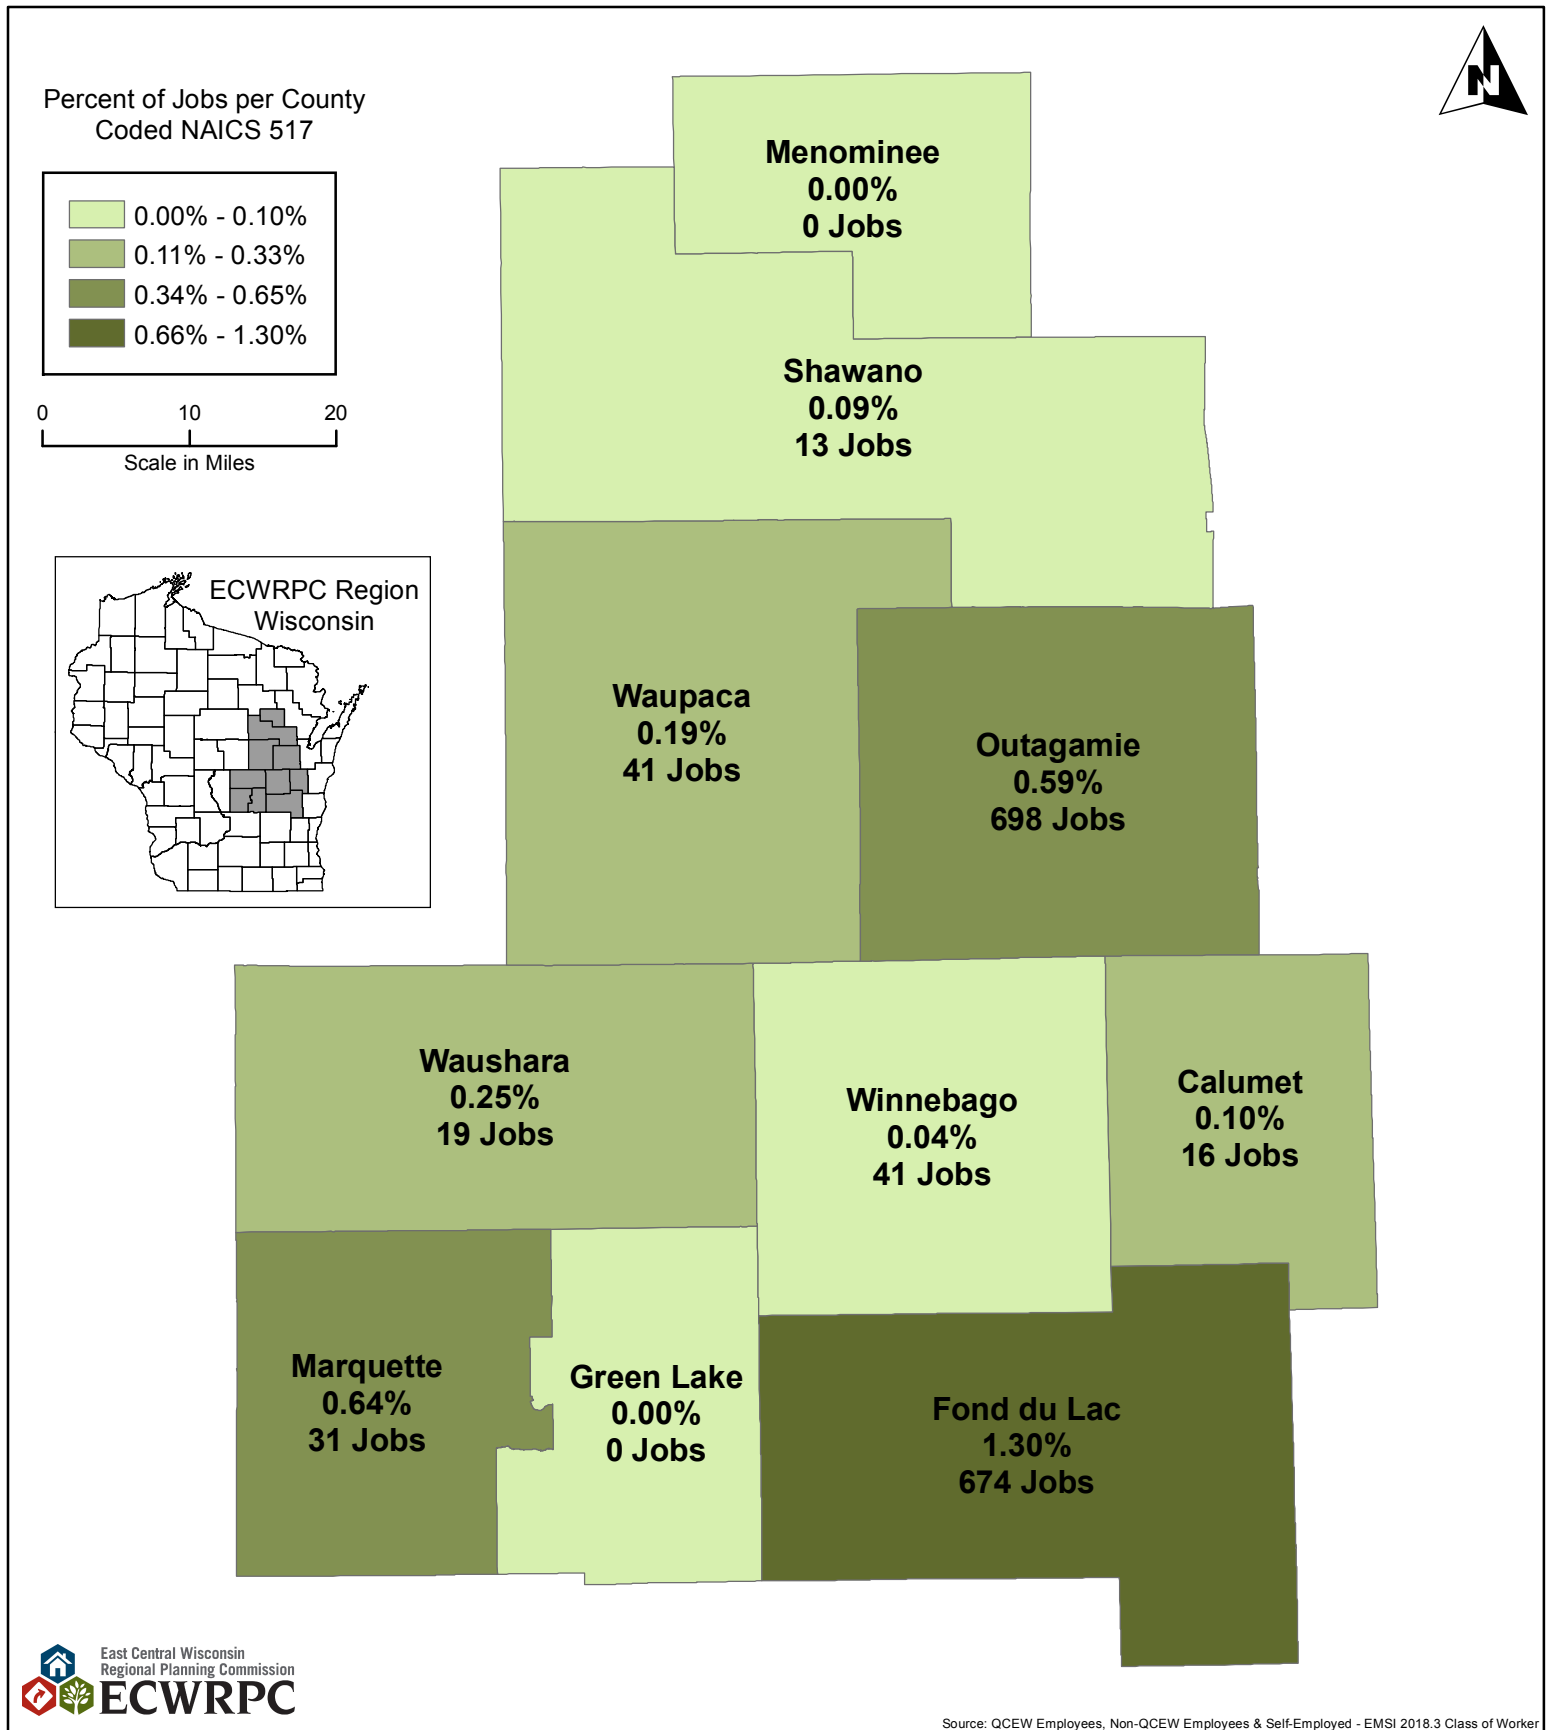 N
Percent of Jobs per County
Coded NAICS 517
0.00% - 0.10%
0.11% - 0.33%
0.34% - 0.65%
0.66% - 1.30%
0 10 20
Scale in Miles
ECWRPC Region
Wisconsin
Menominee
0.00%
0 Jobs
Shawano
0.09%
13 Jobs
Waupaca
0.19%
41 Jobs
Outagamie
0.59%
698 Jobs
Waushara
0.25%
19 Jobs
Winnebago
0.04%
41 Jobs
Calumet
0.10%
16 Jobs
Marquette
0.64%
31 Jobs
Green Lake
0.00%
0 Jobs
Fond du Lac
1.30%
674 Jobs
East Central Wisconsin
Regional Planning Commission
ECWRPC
Source: QCEW Employees, Non-QCEW Employees & Self-Employed - EMSI 2018.3 Class of Worker